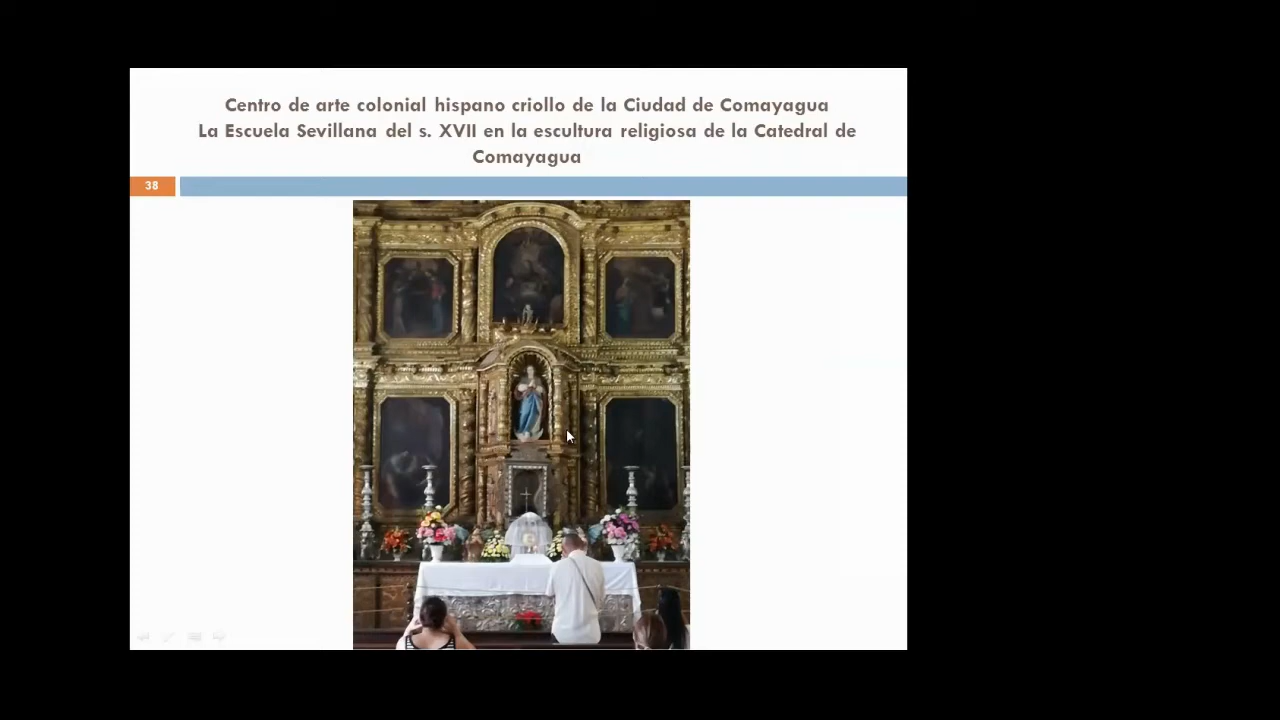 Centro de arte colonial hispano criollo de la Ciudad de Comayagua
La Escuela Sevillana del s. XVII en la escultura religiosa de la Catedral de
Comayagua
38